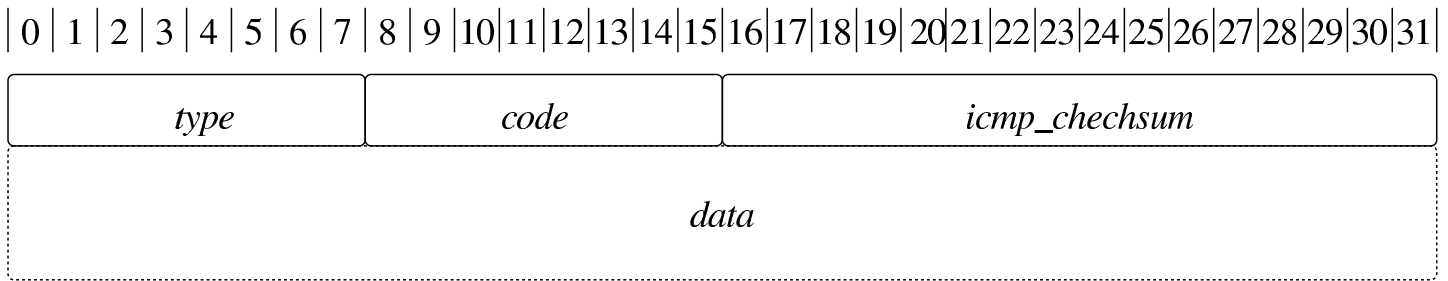 0 1 2 3 4 5 6 7 8 9 10 11 12 13 14 15 16 17 18 19 20 21 22 23 24 25 26 27 28 29 30 31
type code icmp_chechsum
data